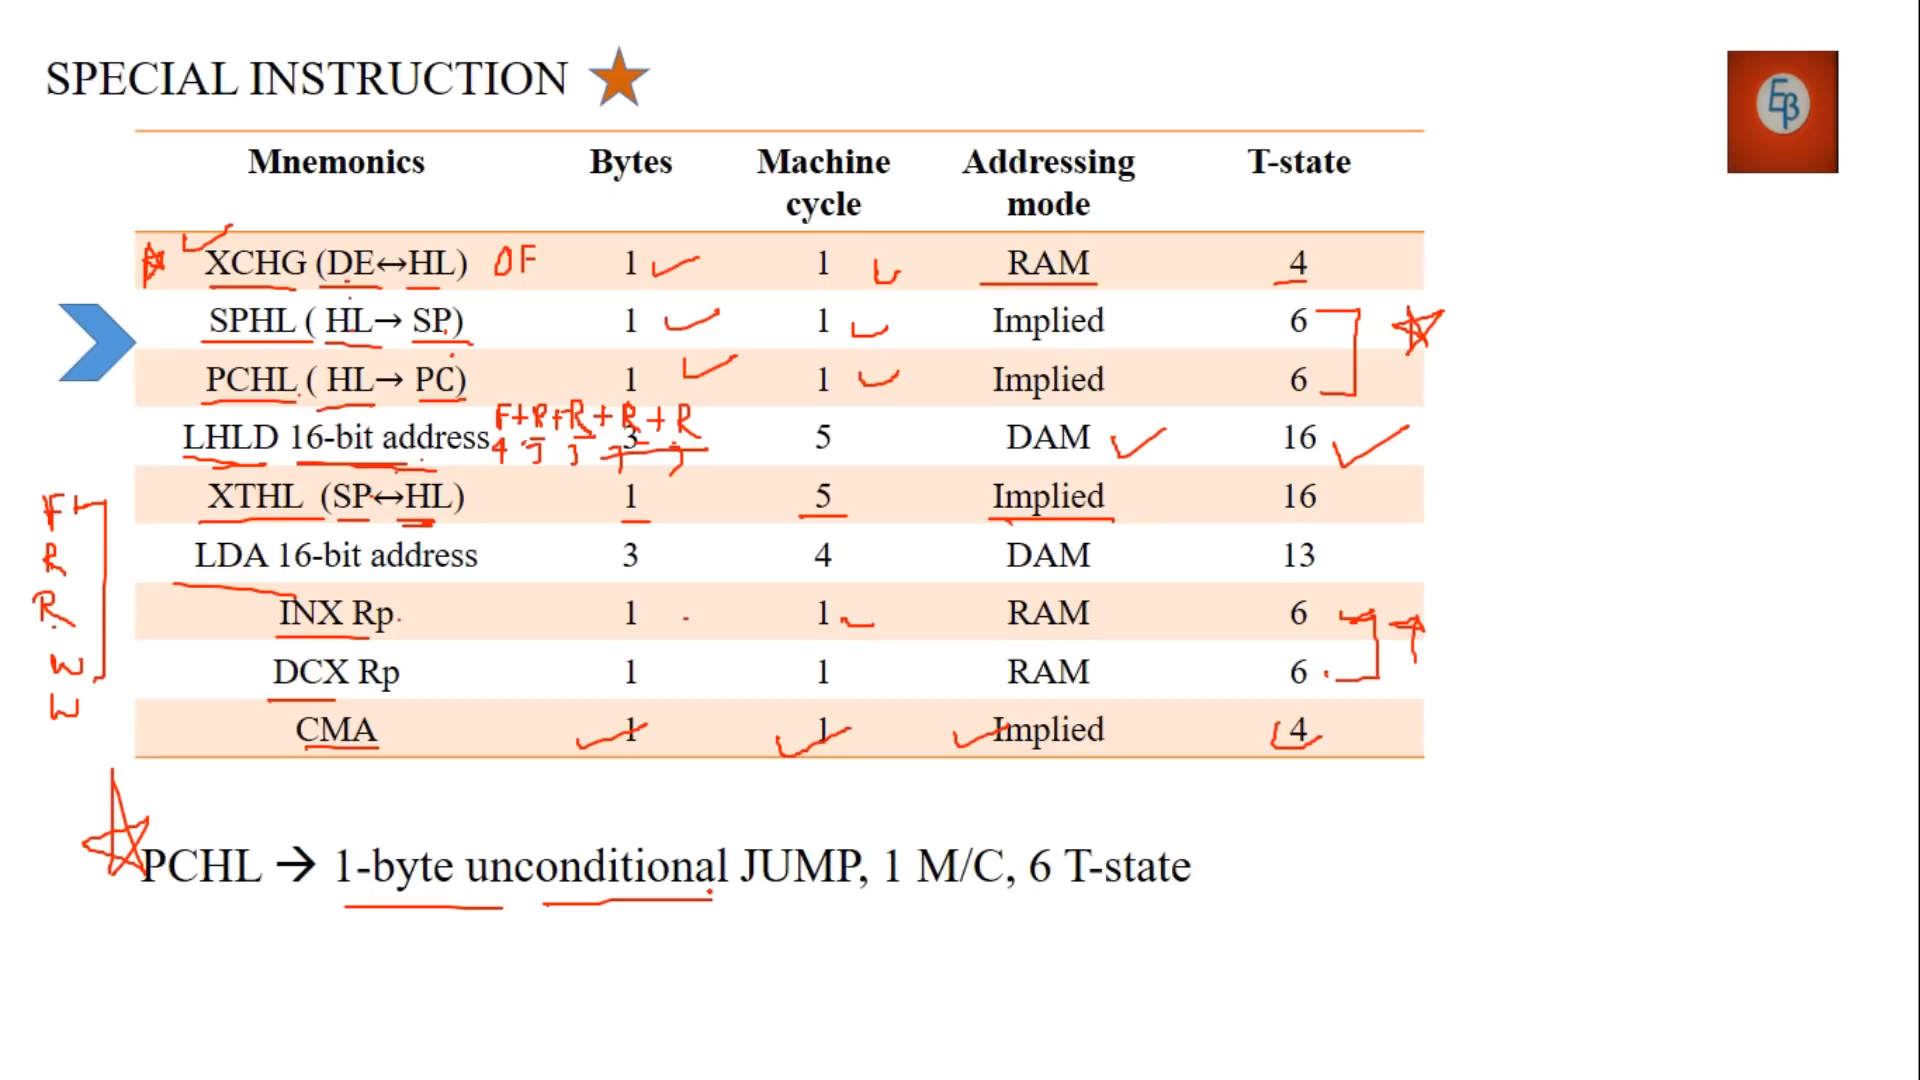 SPECIAL INSTRUCTION
Eβ
Mnemonics Bytes Machine cycle Addressing mode T-state
XCHG (DE↔HL) OF 1 1 RAM 4
SPHL ( HL→ SP) 1 1 Implied 6
PCHL ( HL→ PC) 1 1 Implied 6
F+R+R+R+R
LHLD 16-bit address 3 5 DAM 16
4 3 3 3 3
XTHL (SP↔HL) 1 5 Implied 16
LDA 16-bit address 3 4 DAM 13
INX Rp 1 1 RAM 6
DCX Rp 1 1 RAM 6
CMA 1 1 Implied 4
F
R
R
W
W
PCHL → 1-byte unconditional JUMP, 1 M/C, 6 T-state